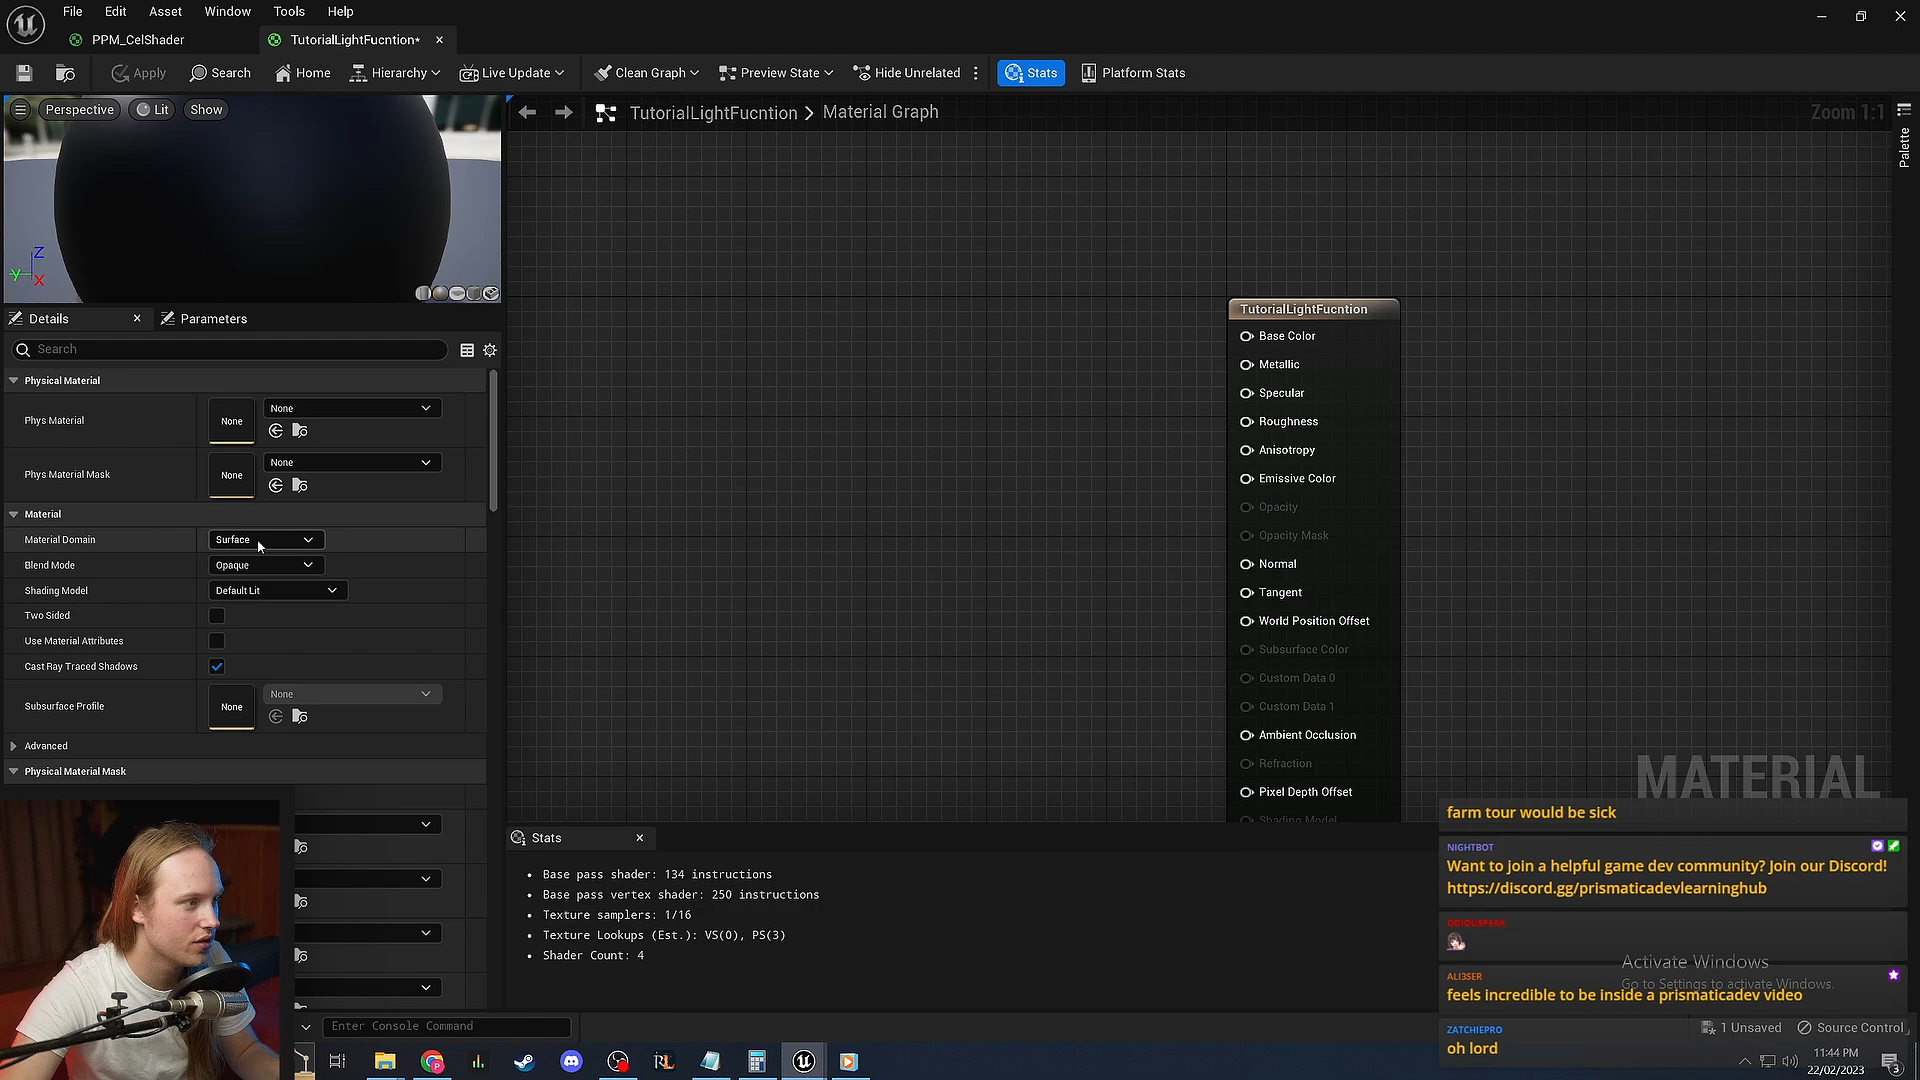 File Edit Asset Window Tools Help
PPM_CelShader
TutorialLightFucntion*
Apply Search Home Hierarchy Live Update Clean Graph Preview State Hide Unrelated Stats Platform Stats
Perspective Lit Show
TutorialLightFucntion > Material Graph
Zoom 1:1
Palette
Z
Y
X
Details
Parameters
Search
Physical Material
Phys Material
None
None
Phys Material Mask
None
None
Material
Material Domain Surface
Blend Mode Opaque
Shading Model Default Lit
Two Sided
Use Material Attributes
Cast Ray Traced Shadows
Subsurface Profile
None
None
Advanced
Physical Material Mask
TutorialLightFucntion
Base Color
Metallic
Specular
Roughness
Anisotropy
Emissive Color
Opacity
Opacity Mask
Normal
Tangent
World Position Offset
Subsurface Color
Custom Data 0
Custom Data 1
Ambient Occlusion
Refraction
Pixel Depth Offset
Shading Model
MATERIAL
Stats
Base pass shader: 134 instructions
Base pass vertex shader: 250 instructions
Texture samplers: 1/16
Texture Lookups (Est.): VS(0), PS(3)
Shader Count: 4
Enter Console Command
farm tour would be sick
NIGHTBOT
Want to join a helpful game dev community? Join our Discord!
https://discord.gg/prismaticadevlearninghub
ODIOUSPEAK
Activate Windows
Go to Settings to activate Windows.
ALI3SER
feels incredible to be inside a prismaticadev video
ZATCHIEPRO
oh lord
1 Unsaved
Source Control
11:44 PM
22/02/2023
3